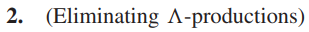 2. (Eliminating Λ-productions)